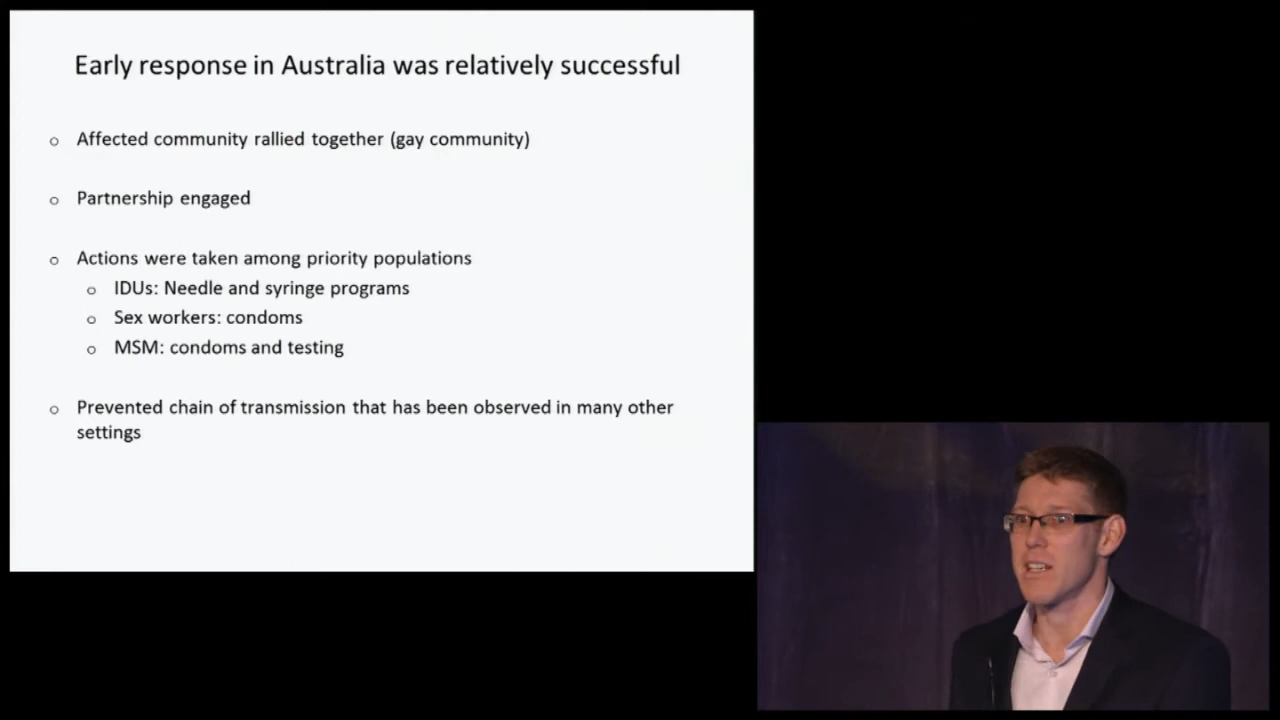 Early response in Australia was relatively successful
o Affected community rallied together (gay community)
o Partnership engaged
o Actions were taken among priority populations
o IDUs: Needle and syringe programs
o Sex workers: condoms
o MSM: condoms and testing
o Prevented chain of transmission that has been observed in many other
settings